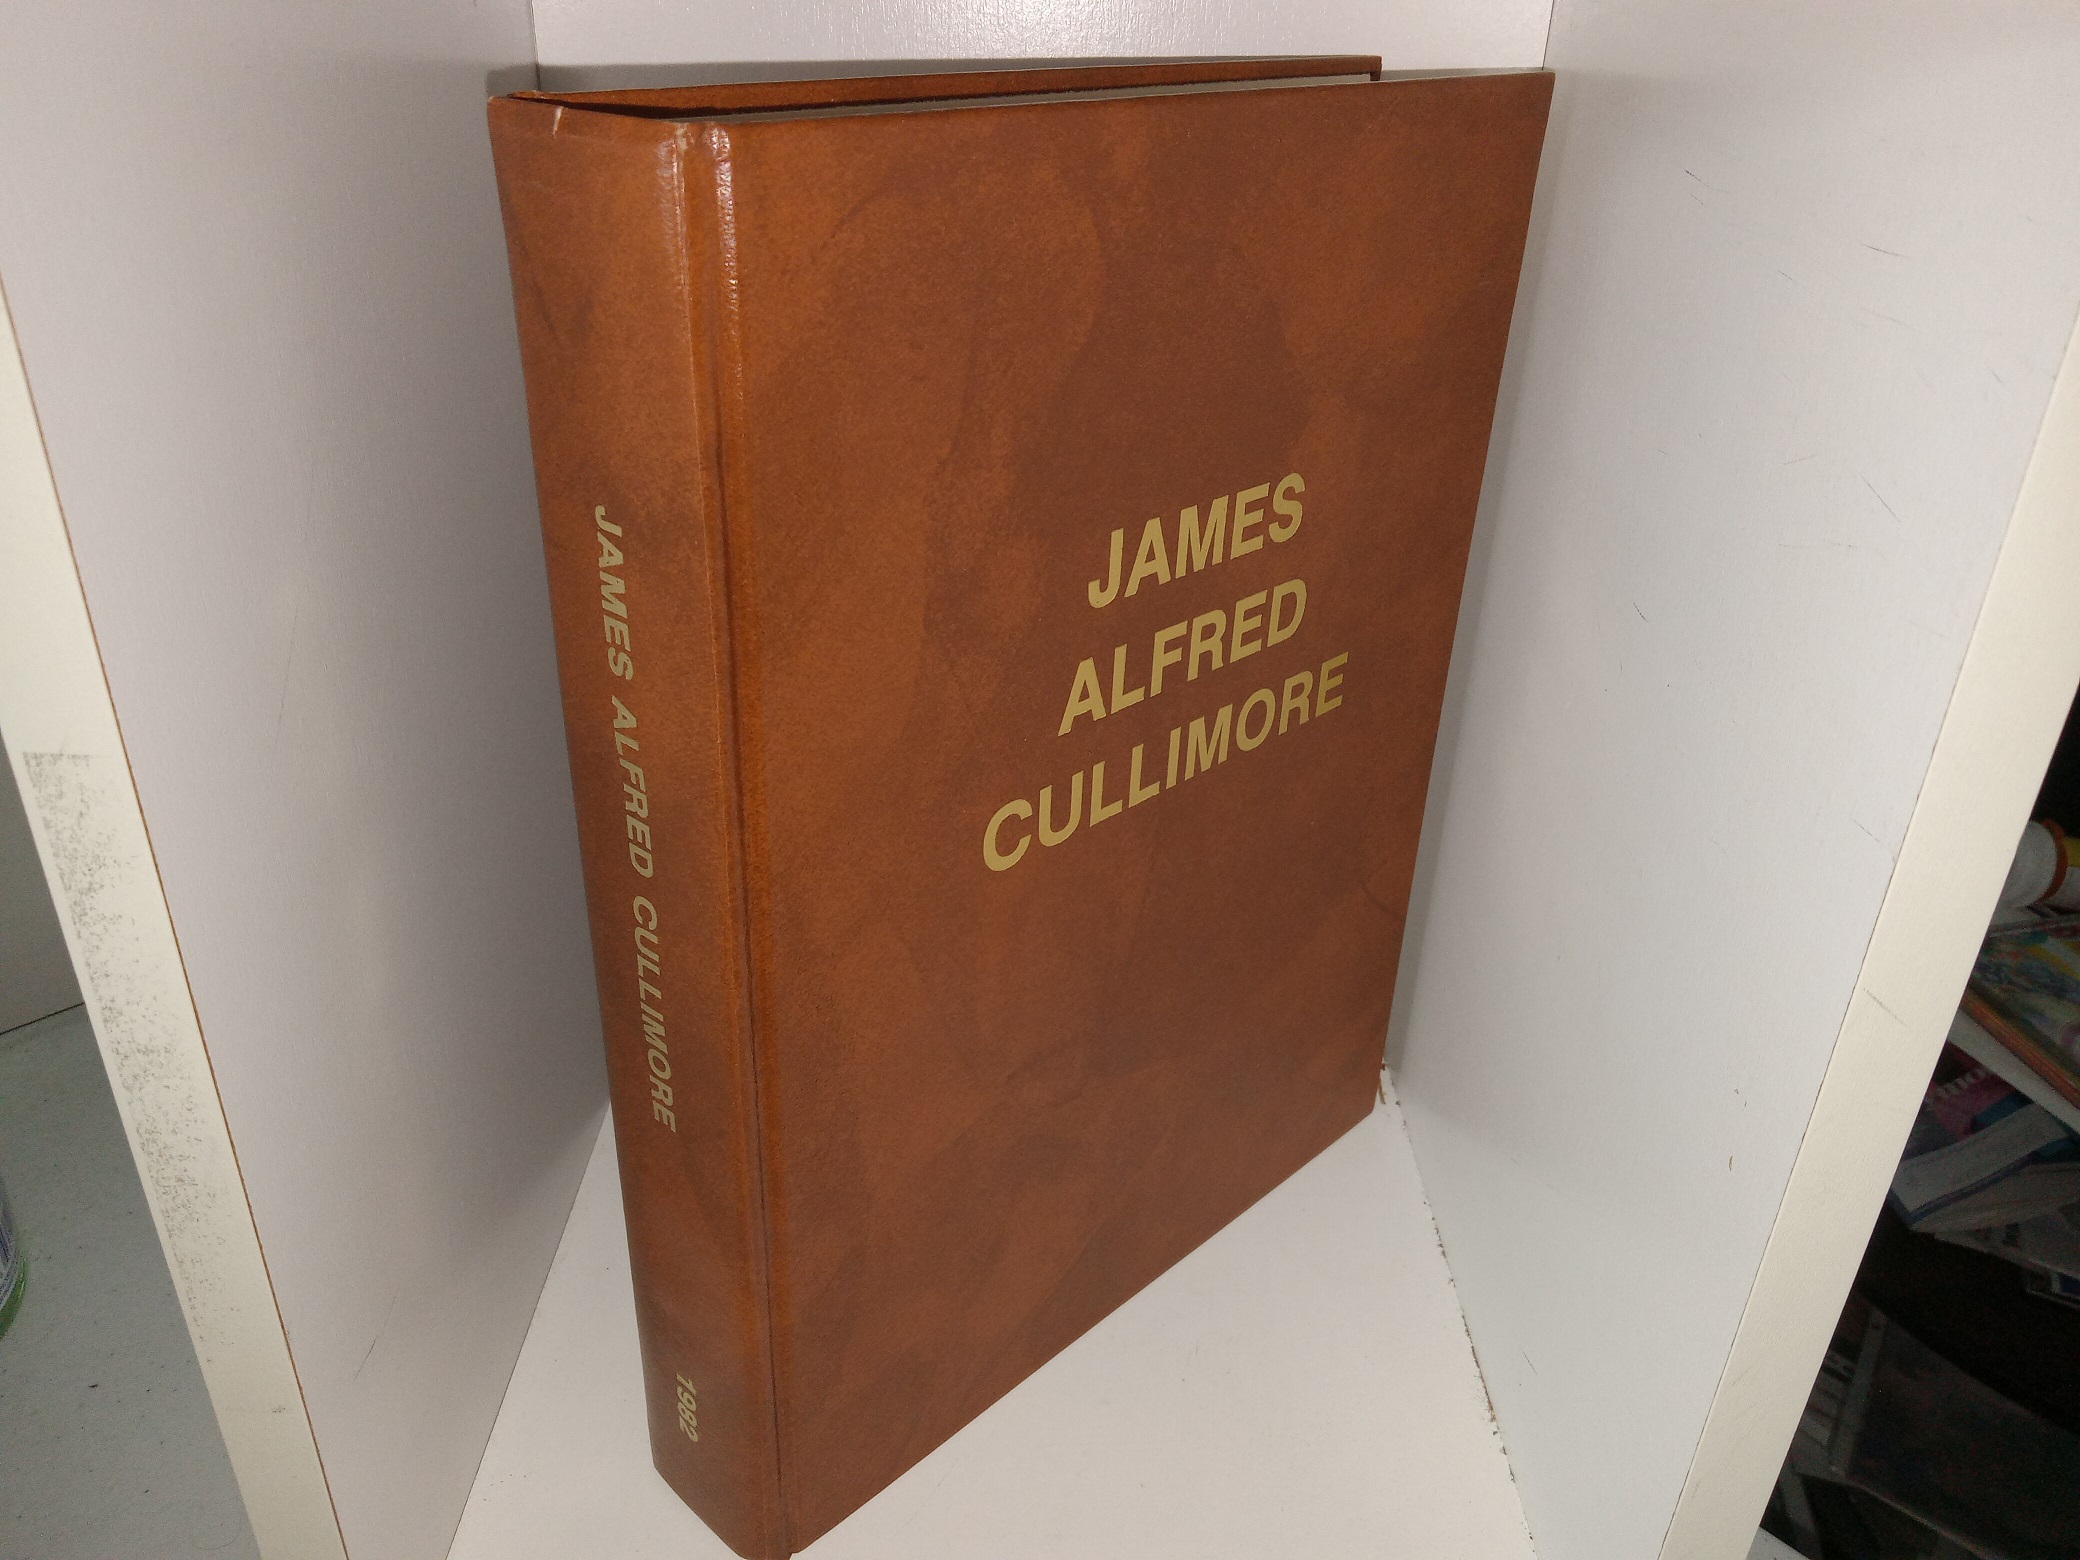 JAMES ALFRED CULLIMORE
1982
JAMES
ALFRED
CULLIMORE